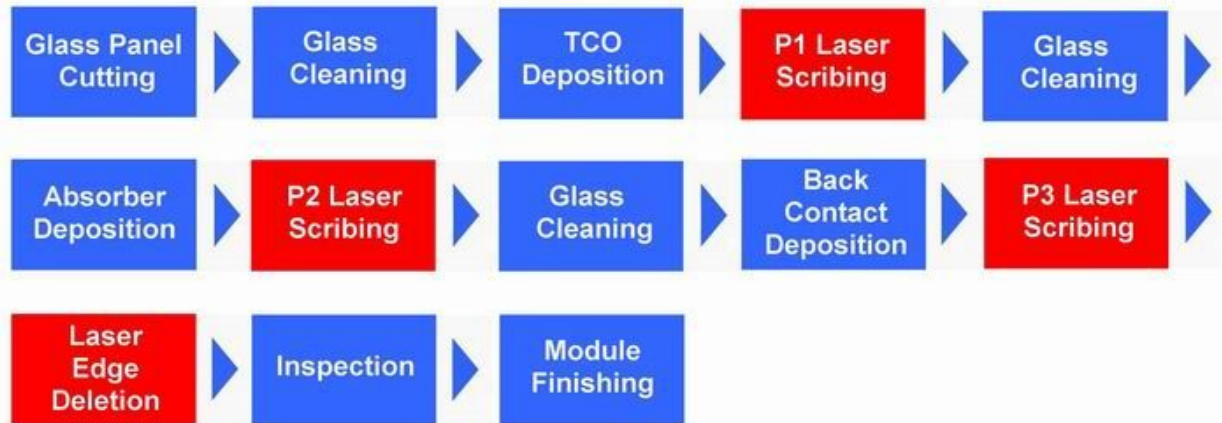 Glass Panel
Cutting
Glass
Cleaning
TCO
Deposition
P1 Laser
Scribing
Glass
Cleaning
Absorber
Deposition
P2 Laser
Scribing
Glass
Cleaning
Back
Contact
Deposition
P3 Laser
Scribing
Laser
Edge
Deletion
Inspection
Module
Finishing